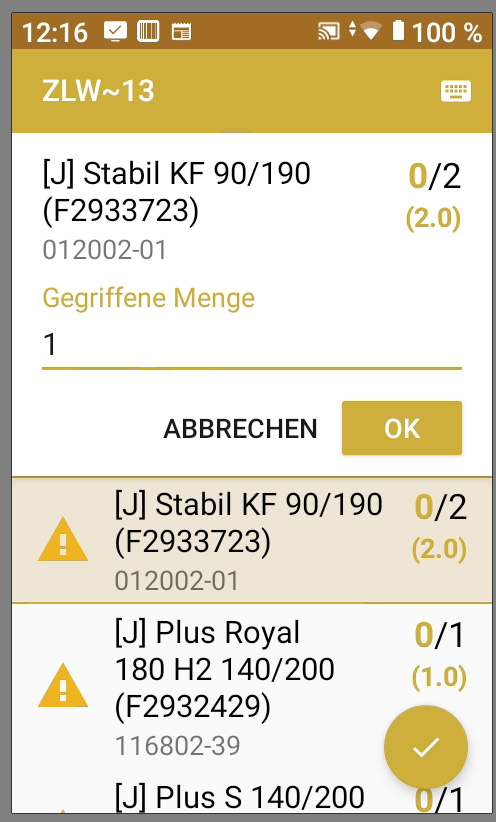 12:16 100 %
ZLW~13
[J] Stabil KF 90/190 0/2
(F2933723) (2.0)
012002-01
Gegriffene Menge
1
ABBRECHEN OK
[J] Stabil KF 90/190 0/2
(F2933723) (2.0)
012002-01
[J] Plus Royal 0/1
180 H2 140/200 (1.0)
(F2932429)
116802-39
[J] Plus S 140/200 0/1